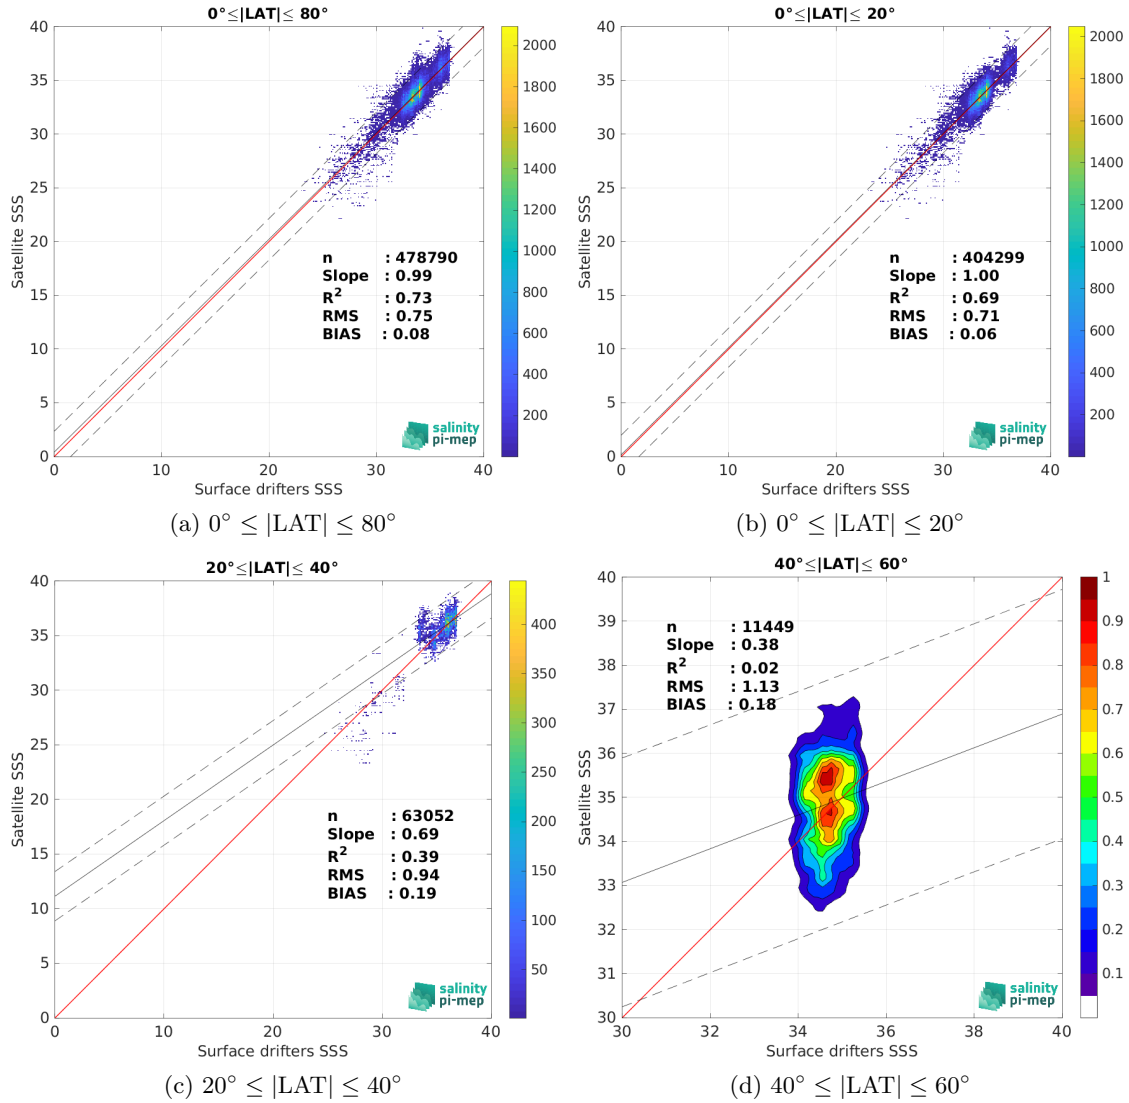 0°≤|LAT|≤ 80°
40
35
30
25
20
15
10
5
0
Satellite SSS
0
10
20
30
40
Surface drifters SSS
n : 478790
Slope : 0.99
R² : 0.73
RMS : 0.75
BIAS : 0.08
salinity
pi-mep
2000
1800
1600
1400
1200
1000
800
600
400
200
(a) 0° ≤ |LAT| ≤ 80°
0°≤|LAT|≤ 20°
40
35
30
25
20
15
10
5
0
Satellite SSS
0
10
20
30
40
Surface drifters SSS
n : 404299
Slope : 1.00
R² : 0.69
RMS : 0.71
BIAS : 0.06
salinity
pi-mep
2000
1800
1600
1400
1200
1000
800
600
400
200
(b) 0° ≤ |LAT| ≤ 20°
20°≤|LAT|≤ 40°
40
35
30
25
20
15
10
5
0
Satellite SSS
0
10
20
30
40
Surface drifters SSS
n : 63052
Slope : 0.69
R² : 0.39
RMS : 0.94
BIAS : 0.19
salinity
pi-mep
400
350
300
250
200
150
100
50
(c) 20° ≤ |LAT| ≤ 40°
40°≤|LAT|≤ 60°
40
39
38
37
36
35
34
33
32
31
30
Satellite SSS
30
32
34
36
38
40
Surface drifters SSS
n : 11449
Slope : 0.38
R² : 0.02
RMS : 1.13
BIAS : 0.18
salinity
pi-mep
1
0.9
0.8
0.7
0.6
0.5
0.4
0.3
0.2
0.1
(d) 40° ≤ |LAT| ≤ 60°